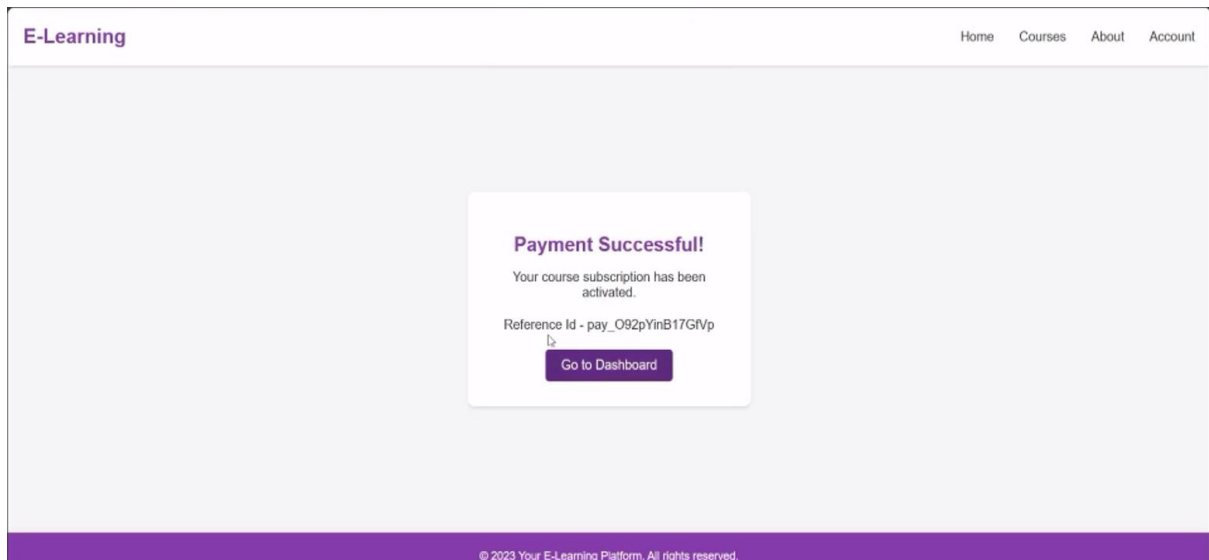 E-Learning
Home Courses About Account
Payment Successful!
Your course subscription has been
activated.
Reference Id - pay_O92pYinB17GfVp
Go to Dashboard
© 2023 Your E-Learning Platform. All rights reserved.